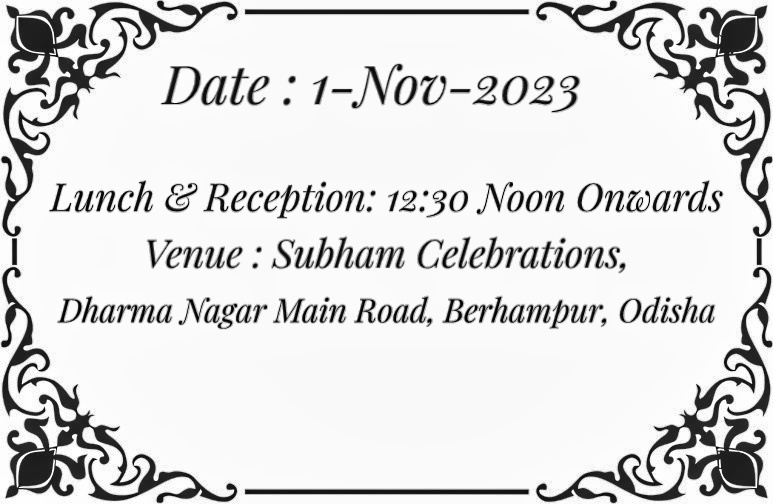 Date : 1-Nov-2023
Lunch & Reception: 12:30 Noon Onwards
Venue : Subham Celebrations,
Dharma Nagar Main Road, Berhampur, Odisha